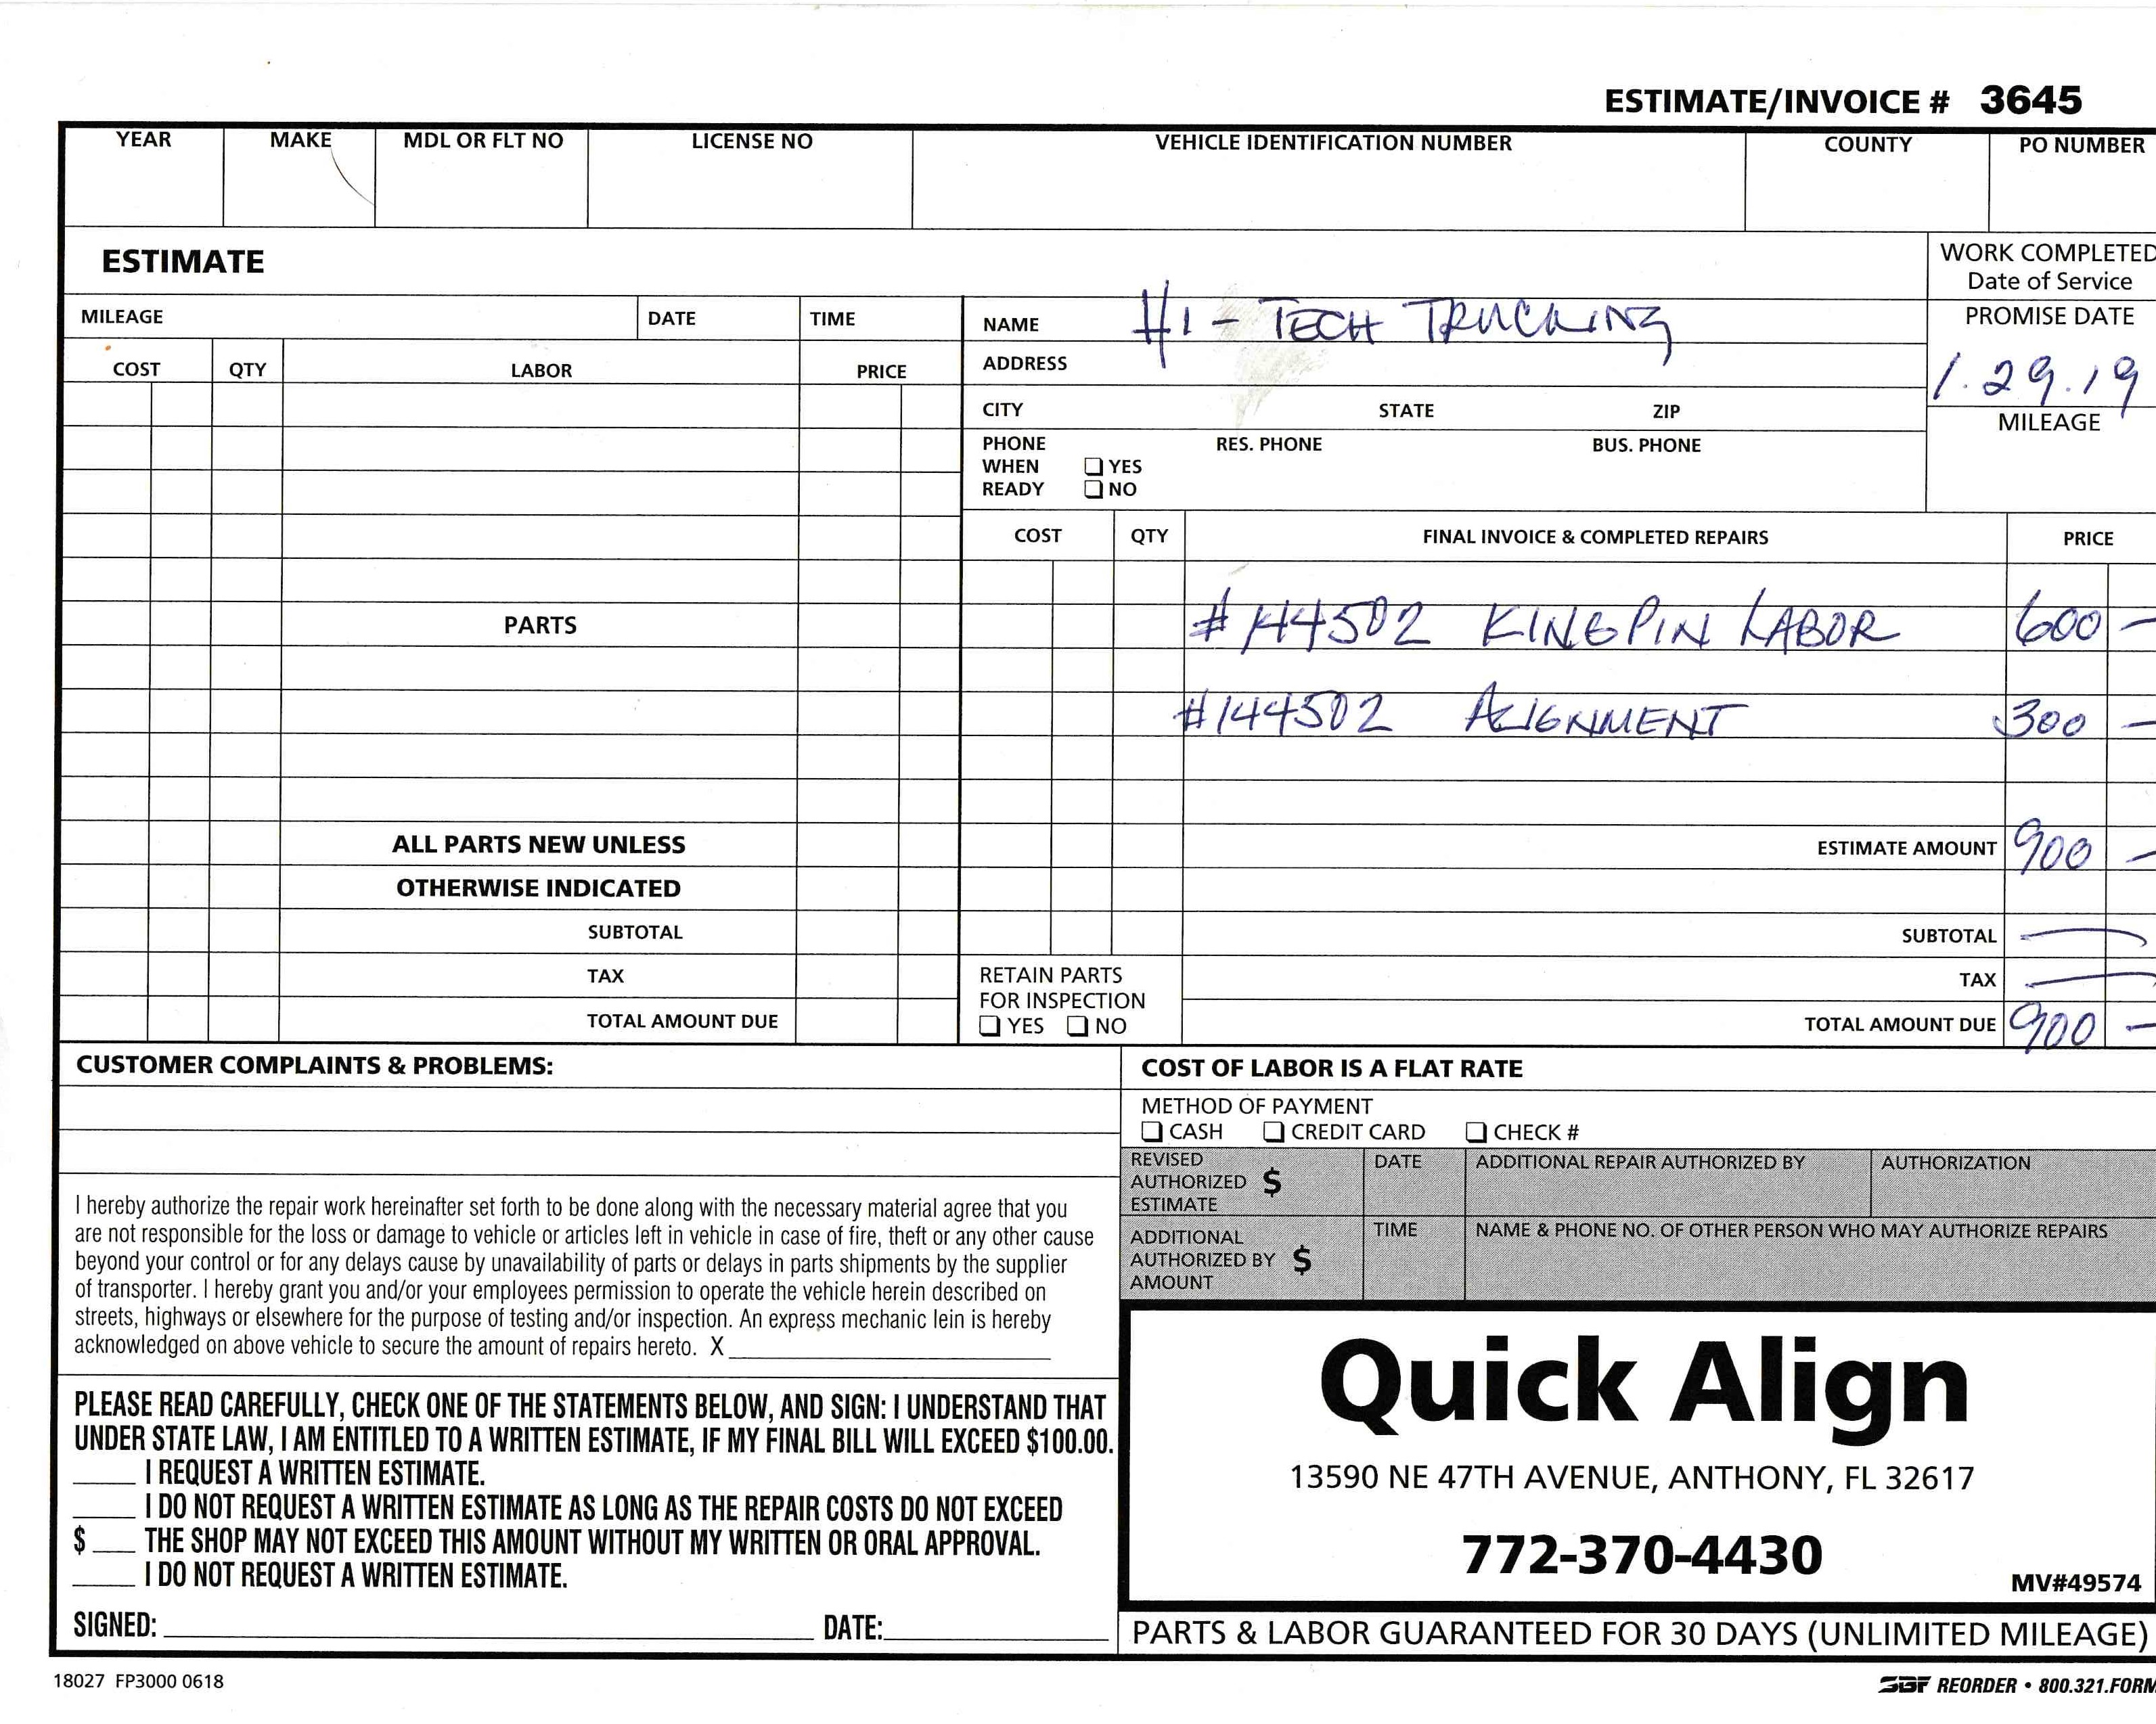 ESTIMATE/INVOICE # 3645
YEAR MAKE MDL OR FLT NO LICENSE NO VEHICLE IDENTIFICATION NUMBER COUNTY PO NUMBER
ESTIMATE
WORK COMPLETED
Date of Service
MILEAGE DATE TIME
NAME HI-TECH TRUCKING
PROMISE DATE
1.29.19
ADDRESS
COST QTY LABOR PRICE
CITY STATE ZIP
MILEAGE
PHONE WHEN READY
RES. PHONE BUS. PHONE
❏ YES
❏ NO
COST QTY FINAL INVOICE & COMPLETED REPAIRS PRICE
#144502 KINGPIN LABOR 600 –
PARTS
#144502 ALIGNMENT 300 –
ALL PARTS NEW UNLESS
OTHERWISE INDICATED
ESTIMATE AMOUNT 900 –
SUBTOTAL
TAX
TOTAL AMOUNT DUE
SUBTOTAL —
TAX —
RETAIN PARTS
FOR INSPECTION
❏ YES ❏ NO
TOTAL AMOUNT DUE 900 –
CUSTOMER COMPLAINTS & PROBLEMS:
COST OF LABOR IS A FLAT RATE
METHOD OF PAYMENT
❏ CASH ❏ CREDIT CARD ❏ CHECK #
REVISED
AUTHORIZED $
ESTIMATE
DATE ADDITIONAL REPAIR AUTHORIZED BY AUTHORIZATION
ADDITIONAL
AUTHORIZED BY $
AMOUNT
TIME NAME & PHONE NO. OF OTHER PERSON WHO MAY AUTHORIZE REPAIRS
I hereby authorize the repair work hereinafter set forth to be done along with the necessary material agree that you
are not responsible for the loss or damage to vehicle or articles left in vehicle in case of fire, theft or any other cause
beyond your control or for any delays cause by unavailability of parts or delays in parts shipments by the supplier
of transporter. I hereby grant you and/or your employees permission to operate the vehicle herein described on
streets, highways or elsewhere for the purpose of testing and/or inspection. An express mechanic lein is hereby
acknowledged on above vehicle to secure the amount of repairs hereto. X
PLEASE READ CAREFULLY, CHECK ONE OF THE STATEMENTS BELOW, AND SIGN: I UNDERSTAND THAT
UNDER STATE LAW, I AM ENTITLED TO A WRITTEN ESTIMATE, IF MY FINAL BILL WILL EXCEED $100.00.
____ I REQUEST A WRITTEN ESTIMATE.
____ I DO NOT REQUEST A WRITTEN ESTIMATE AS LONG AS THE REPAIR COSTS DO NOT EXCEED
$ ___ THE SHOP MAY NOT EXCEED THIS AMOUNT WITHOUT MY WRITTEN OR ORAL APPROVAL.
____ I DO NOT REQUEST A WRITTEN ESTIMATE.
SIGNED: DATE:
Quick Align
13590 NE 47TH AVENUE, ANTHONY, FL 32617
772-370-4430
MV#49574
PARTS & LABOR GUARANTEED FOR 30 DAYS (UNLIMITED MILEAGE)
18027 FP3000 0618
SBF REORDER • 800.321.FORM